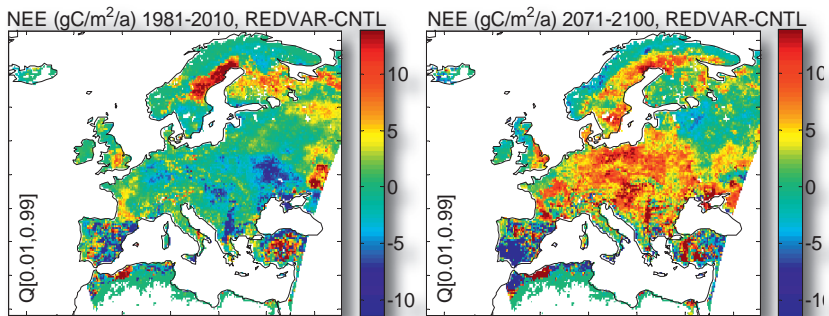 NEE (gC/m²/a) 1981-2010, REDVAR-CNTL
Q[0.01,0.99]
10
5
0
-5
-10
NEE (gC/m²/a) 2071-2100, REDVAR-CNTL
Q[0.01,0.99]
10
5
0
-5
-10